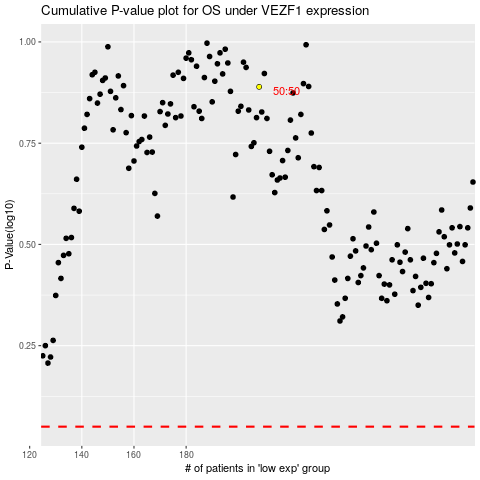 Cumulative P-value plot for OS under VEZF1 expression
1.00
0.75
0.50
0.25
P-Value(log10)
50:50
120 140 160 180
# of patients in 'low exp' group